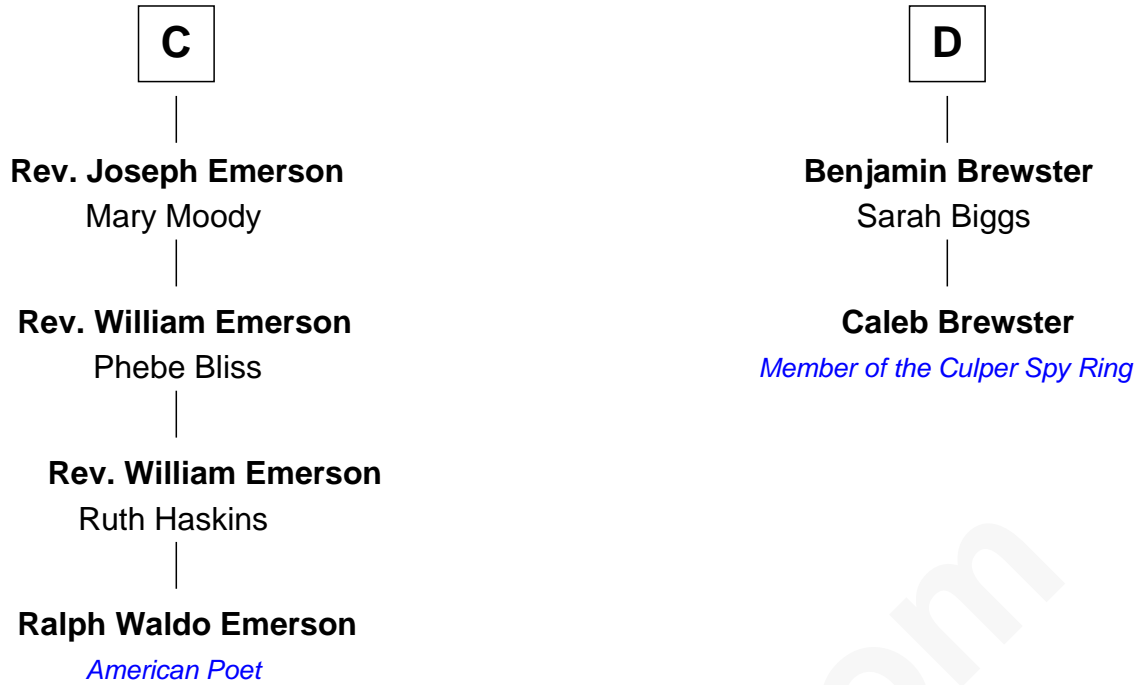 C
Rev. Joseph Emerson
Mary Moody
Rev. William Emerson
Phebe Bliss
Rev. William Emerson
Ruth Haskins
Ralph Waldo Emerson
American Poet
D
Benjamin Brewster
Sarah Biggs
Caleb Brewster
Member of the Culper Spy Ring
om